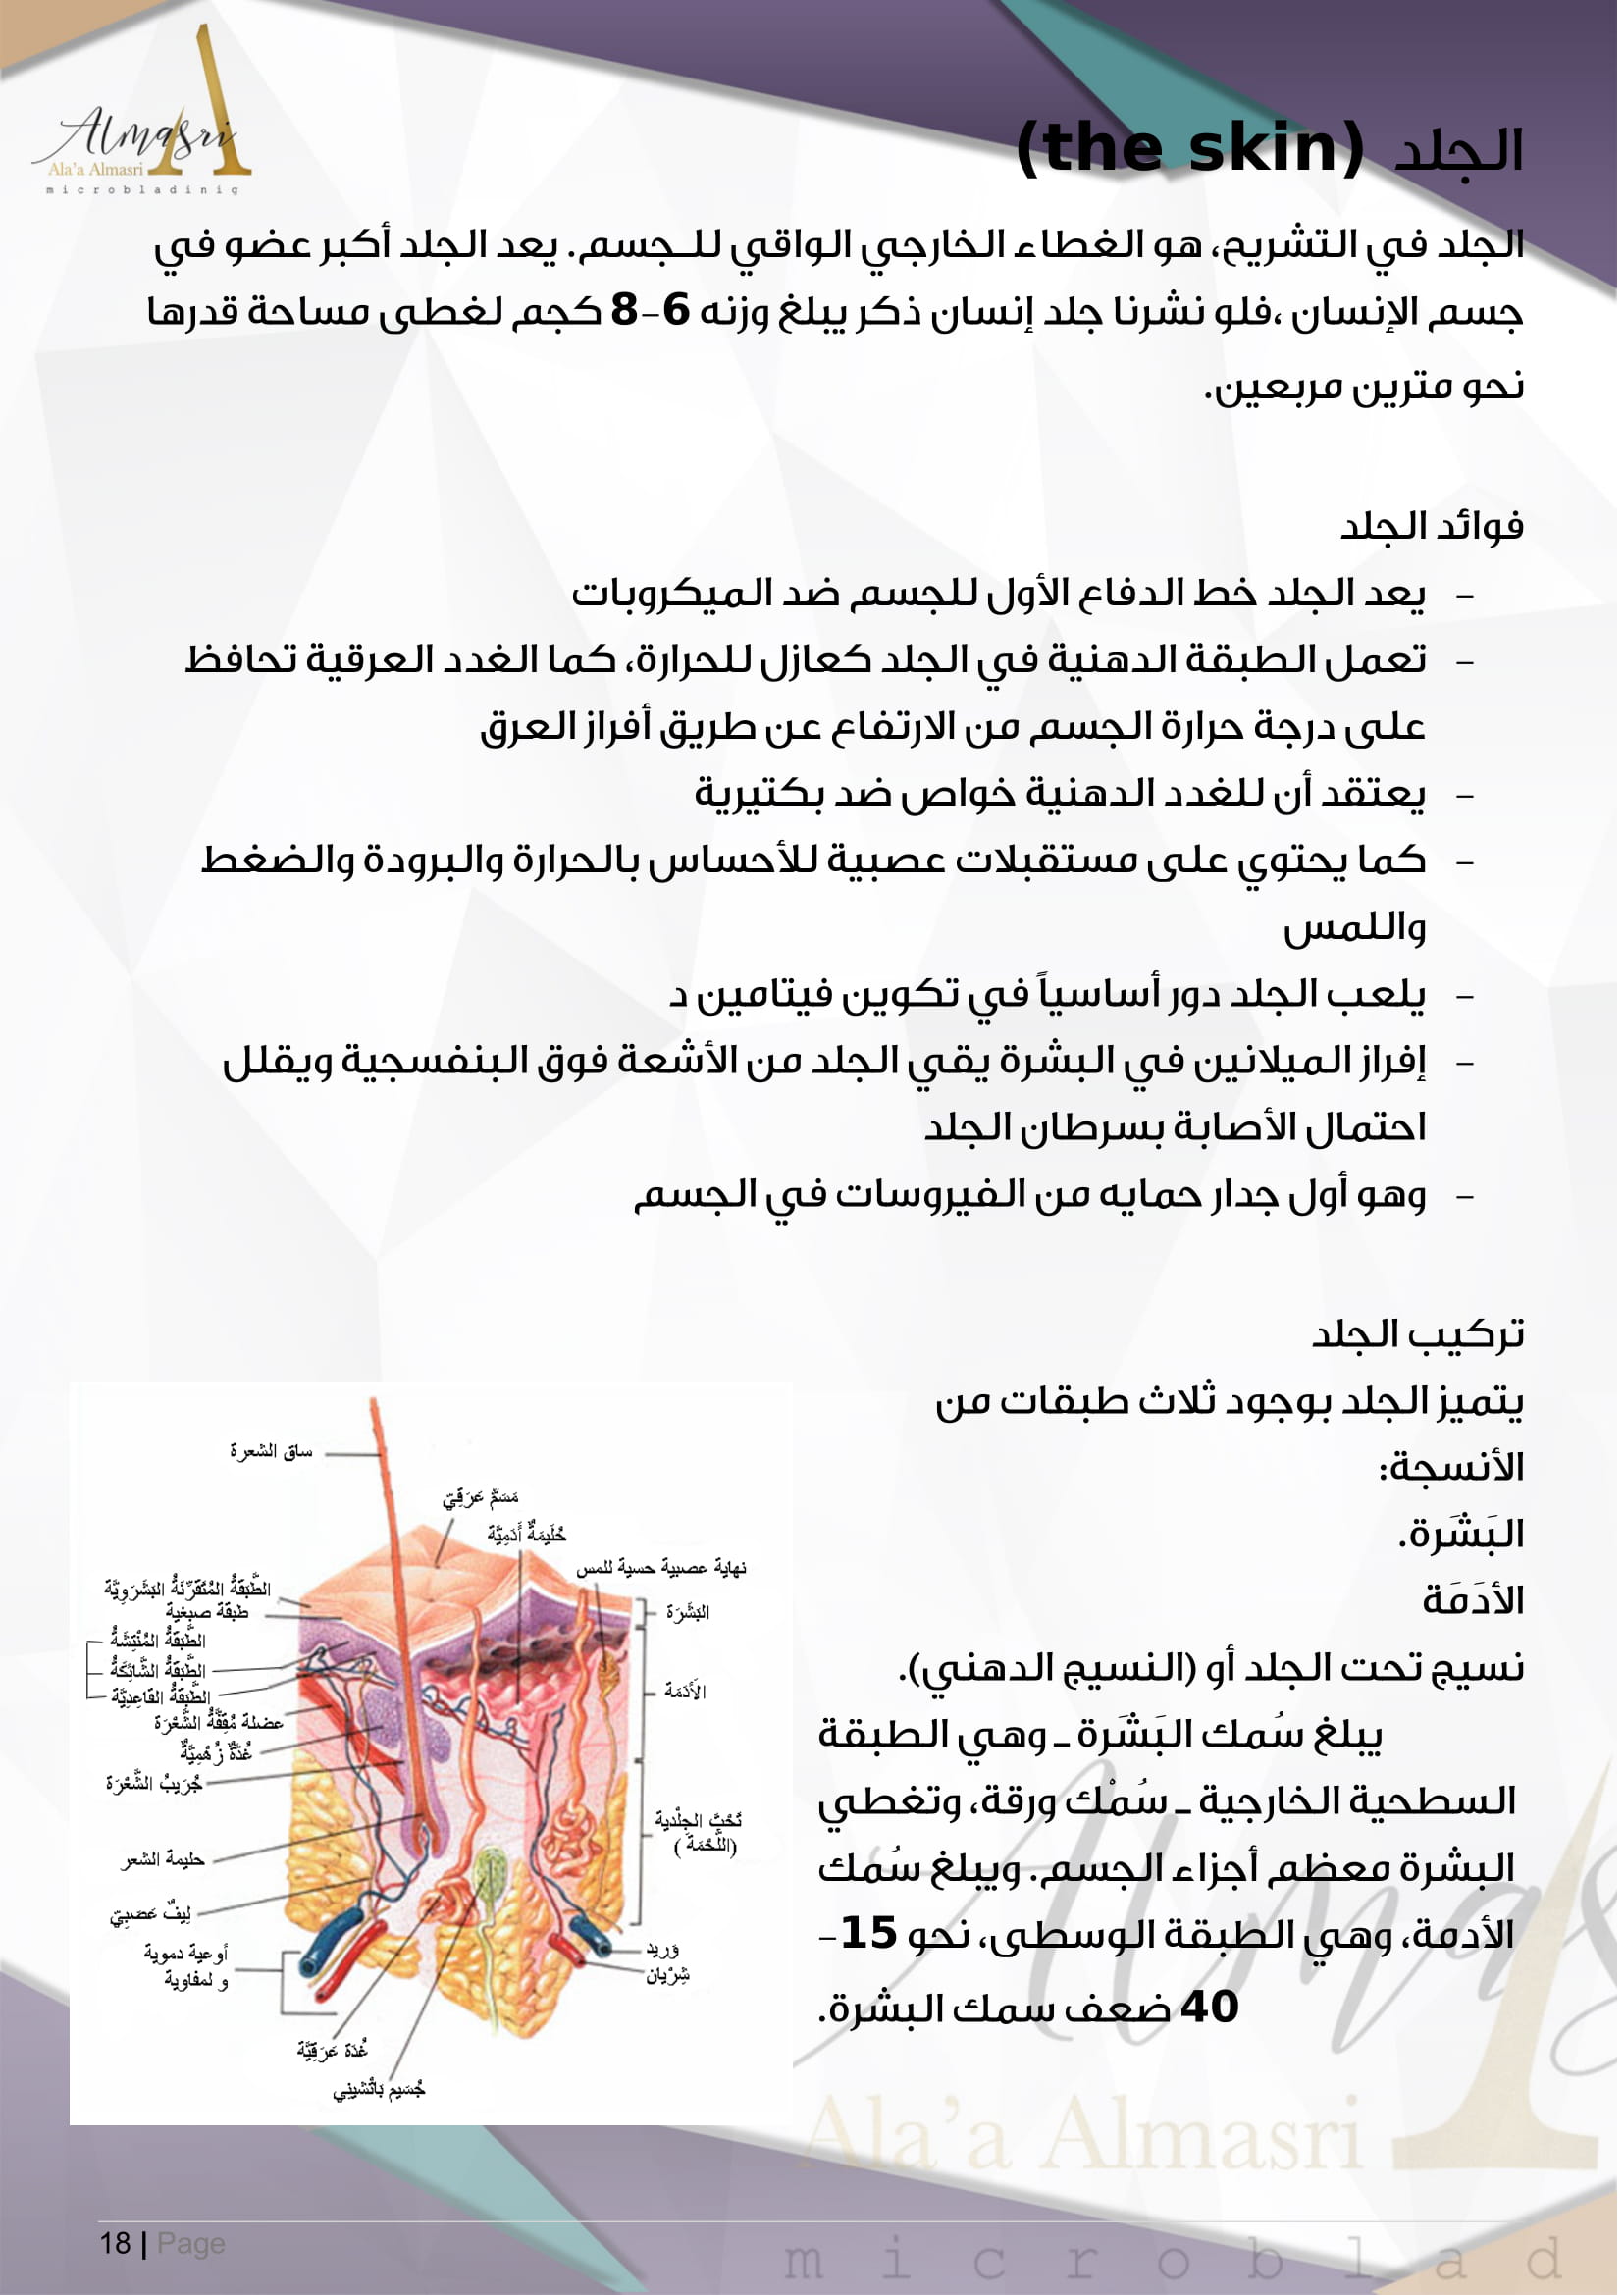 Almasri
Ala'a Almasri
microbladinig
الجلد (the skin)
الجلد في التشريح، هو الغطاء الخارجي الواقي للـجسم. يعد الجلد أكبر عضو في
جسم الإنسان ،فلو نشرنا جلد إنسان ذكر يبلغ وزنه 6-8 كجم لغطى مساحة قدرها
نحو مترين مربعين.
فوائد الجلد
- يعد الجلد خط الدفاع الأول للجسم ضد الميكروبات
- تعمل الطبقة الدهنية في الجلد كعازل للحرارة، كما الغدد العرقية تحافظ
على درجة حرارة الجسم من الارتفاع عن طريق أفراز العرق
- يعتقد أن للغدد الدهنية خواص ضد بكتيرية
- كما يحتوي على مستقبلات عصبية للأحساس بالحرارة والبرودة والضغط
واللمس
- يلعب الجلد دور أساسياً في تكوين فيتامين د
- إفراز الميلانين في البشرة يقي الجلد من الأشعة فوق البنفسجية ويقلل
احتمال الأصابة بسرطان الجلد
- وهو أول جدار حمايه من الفيروسات في الجسم
تركيب الجلد
يتميز الجلد بوجود ثلاث طبقات من
الأنسجة:
البَشَرة.
الأدَمَة
نسيج تحت الجلد أو (النسيج الدهني).
يبلغ سُمك البَشَرة ـ وهي الطبقة
السطحية الخارجية ـ سُمْك ورقة، وتغطي
البشرة معظم أجزاء الجسم. ويبلغ سُمك
الأدمة، وهي الطبقة الوسطى، نحو 15-
40 ضعف سمك البشرة.
ساق الشعرة
مَسَمّ عَرَقِيّ
حُلَيمَةٌ أَدَمِيَّة
نهاية عصبية حسية للمس
البَشَرَة
الأَدَمَة
تَحْتَ الجلْدية
(اللُّحْمَة)
وَريد
شِرْيان
الطَّبَقَةُ المُتَقَرِّنَةُ البَشَرَوِيَّة
طبقة صبغية
الطَّبَقَةُ المُنْتِشَةُ
الطَّبَقَةُ الشَّائِكَةُ
الطَّبَقَةُ القاعِدِيَّة
عضلة مُقِفَّةُ الشَّعْرَة
غُدَّةٌ زُهْمِيَّةٌ
جُرَيبُ الشَّعْرَة
حليمة الشعر
لِيفٌ عَصَبِيّ
أوعية دموية
و لمفاوية
غُدَة عَرَقِيَّة
جُسَيم بَاتْشيني
Almas
Ala'a Almasri
microblad
18 | Page